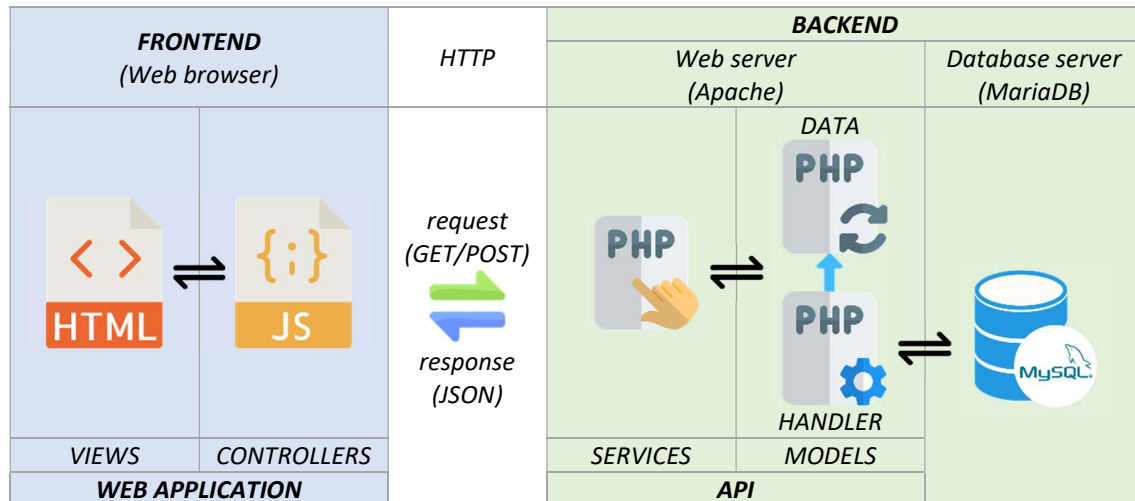 FRONTEND
(Web browser)
HTTP
BACKEND
Web server
(Apache)
Database server
(MariaDB)
< >
HTML
{;}
JS
request
(GET/POST)
response
(JSON)
PHP
DATA
PHP
PHP
HANDLER
MySQL
VIEWS
CONTROLLERS
SERVICES
MODELS
WEB APPLICATION
API